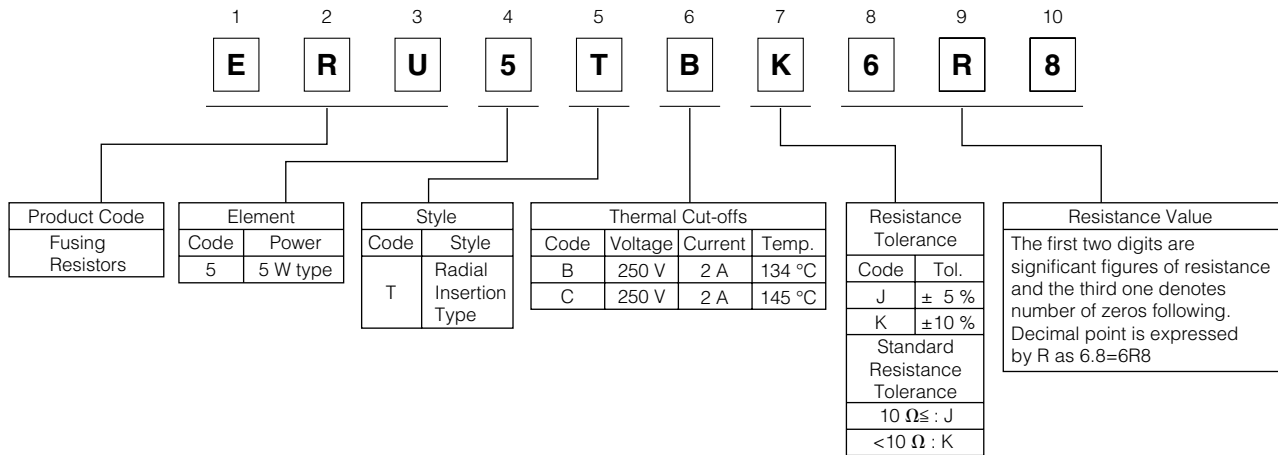 1 2 3 4 5 6 7 8 9 10
E R U 5 T B K 6 R 8
Product Code
Fusing
Resistors
Element
Code Power
5 5 W type
Style
Code Style
T Radial
Insertion
Type
Thermal Cut-offs
Code Voltage Current Temp.
B 250 V 2 A 134 °C
C 250 V 2 A 145 °C
Resistance
Tolerance
Code Tol.
J ± 5 %
K ±10 %
Standard
Resistance
Tolerance
10 Ω≦ : J
<10 Ω : K
Resistance Value
The first two digits are
significant figures of resistance
and the third one denotes
number of zeros following.
Decimal point is expressed
by R as 6.8=6R8